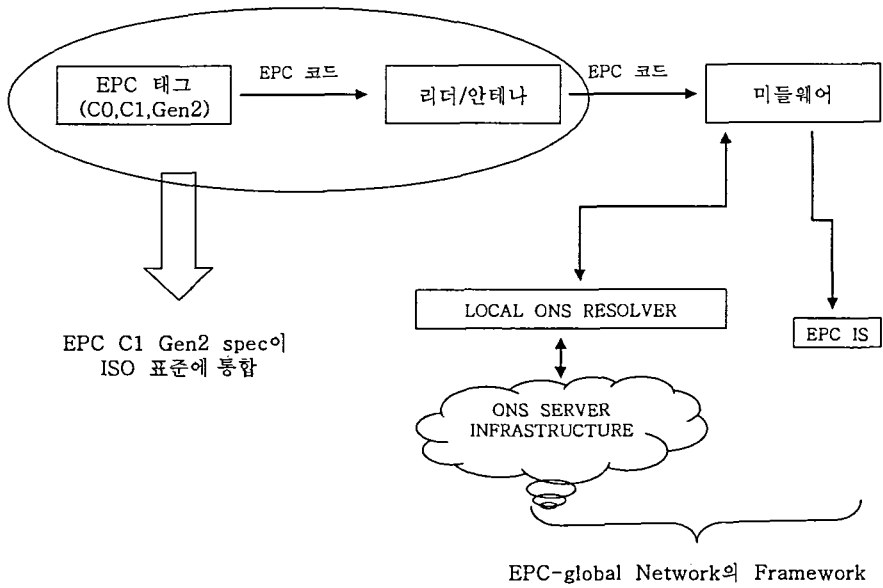 EPC 태그
(C0,C1,Gen2)
EPC 코드
리더/안테나
EPC 코드
미들웨어
LOCAL ONS RESOLVER
EPC IS
EPC C1 Gen2 spec이
ISO 표준에 통합
ONS SERVER
INFRASTRUCTURE
EPC-global Network의 Framework